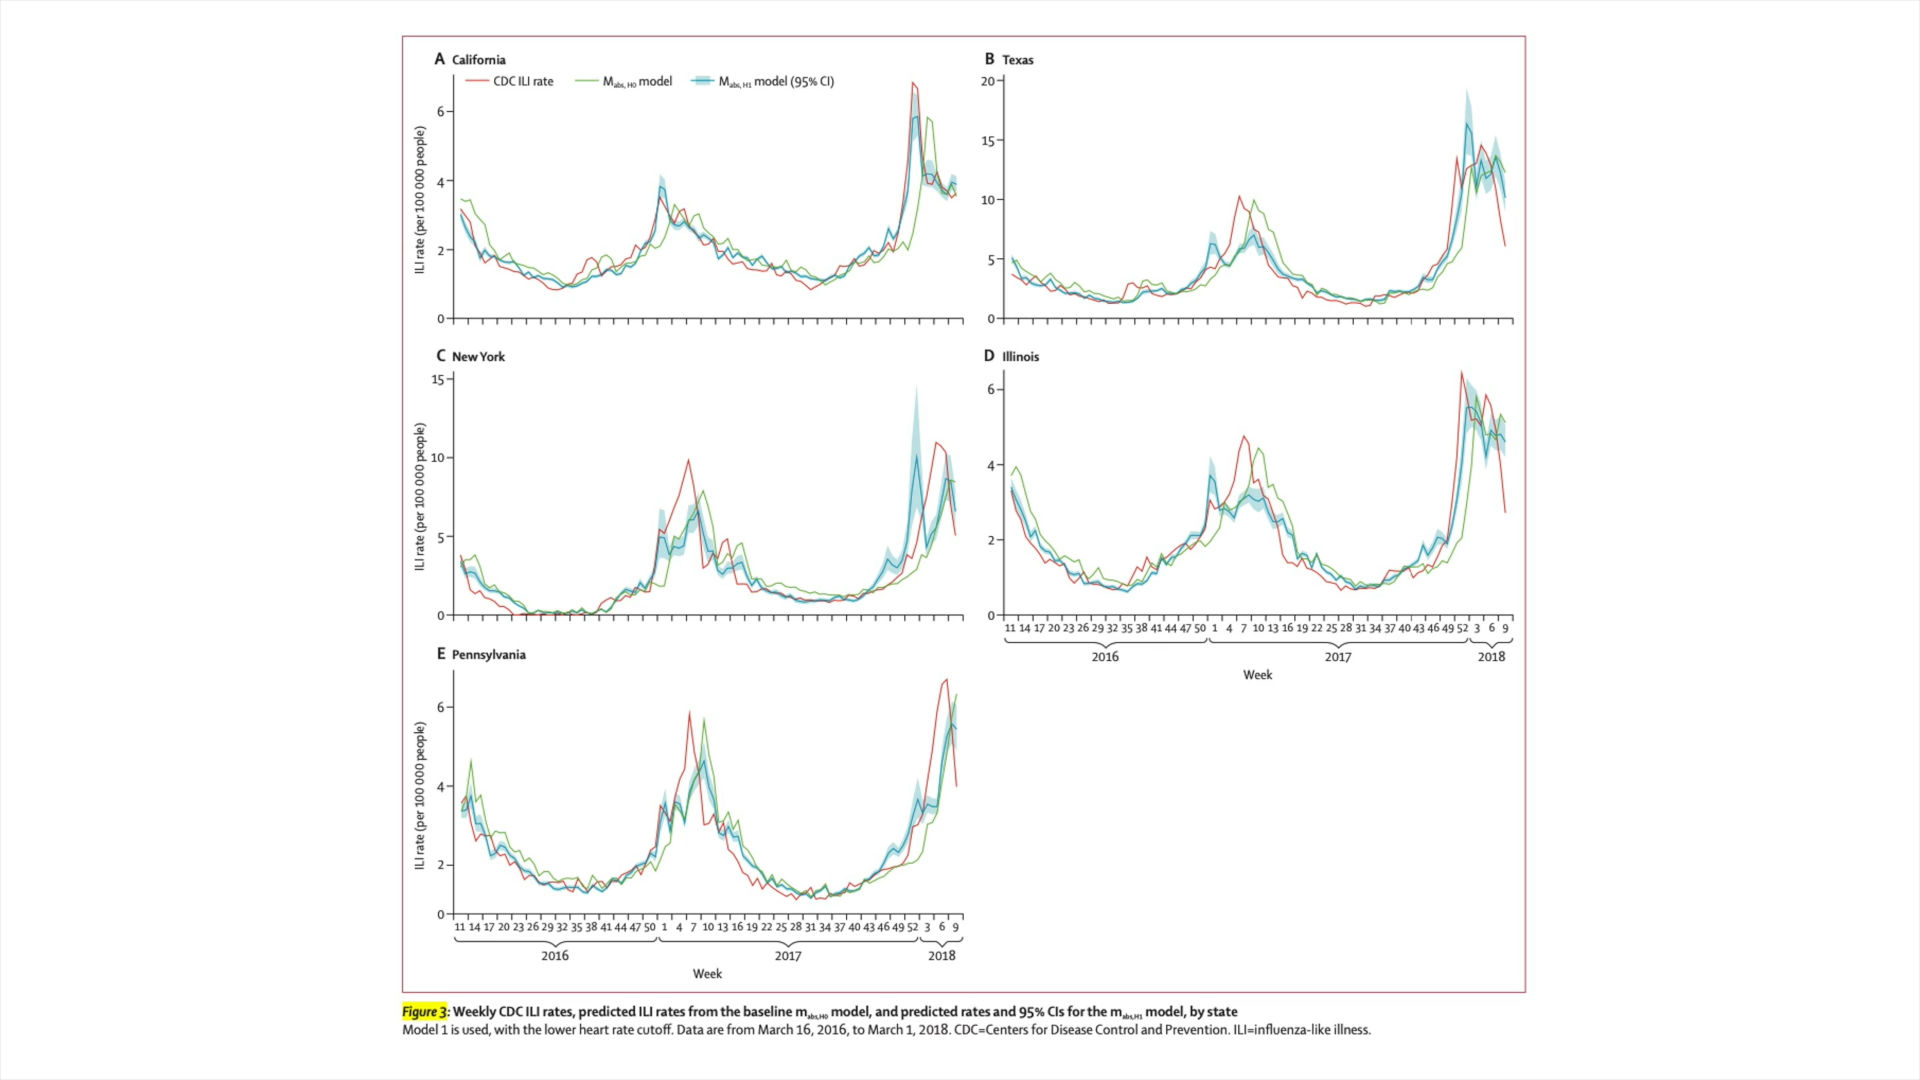 A California
CDC ILI rate
Mabs, H0 model
Mabs, H1 model (95% CI)
ILI rate (per 100 000 people)
6
4
2
0
B Texas
20
15
10
5
0
C New York
ILI rate (per 100 000 people)
15
10
5
0
D Illinois
6
4
2
0
11 14 17 20 23 26 29 32 35 38 41 44 47 50 1 4 7 10 13 16 19 22 25 28 31 34 37 40 43 46 49 52 3 6 9
2016 2017 2018
Week
E Pennsylvania
ILI rate (per 100 000 people)
6
4
2
0
11 14 17 20 23 26 29 32 35 38 41 44 47 50 1 4 7 10 13 16 19 22 25 28 31 34 37 40 43 46 49 52 3 6 9
2016 2017 2018
Week
Figure 3: Weekly CDC ILI rates, predicted ILI rates from the baseline mabs,H0 model, and predicted rates and 95% CIs for the mabs,H1 model, by state
Model 1 is used, with the lower heart rate cutoff. Data are from March 16, 2016, to March 1, 2018. CDC=Centers for Disease Control and Prevention. ILI=influenza-like illness.